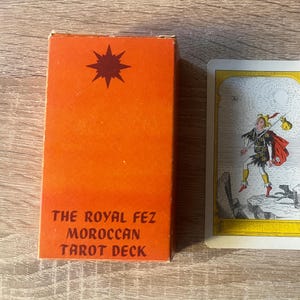 THE ROYAL FEZ
MOROCCAN
TAROT DECK